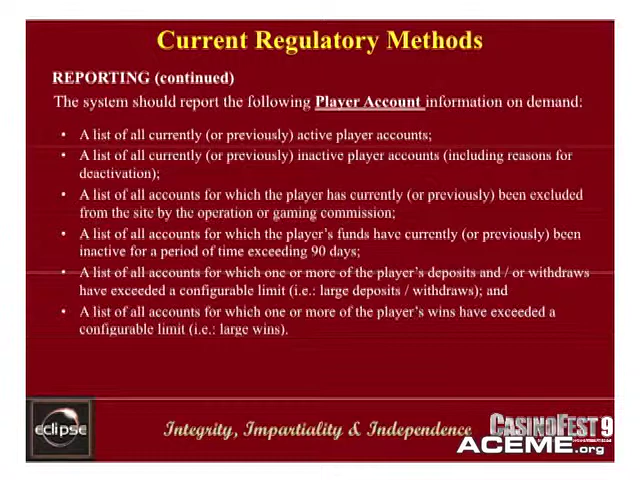 Current Regulatory Methods
REPORTING (continued)
The system should report the following Player Account information on demand:
• A list of all currently (or previously) active player accounts;
• A list of all currently (or previously) inactive player accounts (including reasons for
deactivation);
• A list of all accounts for which the player has currently (or previously) been excluded
from the site by the operation or gaming commission;
• A list of all accounts for which the player's funds have currently (or previously) been
inactive for a period of time exceeding 90 days;
• A list of all accounts for which one or more of the player's deposits and / or withdraws
have exceeded a configurable limit (i.e.: large deposits / withdraws); and
• A list of all accounts for which one or more of the player's wins have exceeded a
configurable limit (i.e.: large wins).
eclipse
Integrity, Impartiality & Independence
CASINOFEST 9
ACEME.org